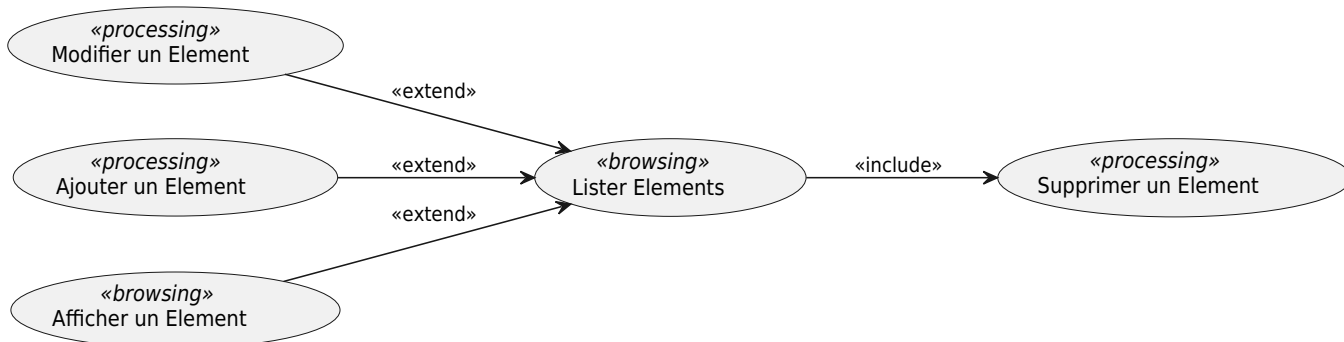 «processing»
Modifier un Element
«extend»
«processing»
Ajouter un Element
«extend»
«browsing»
Lister Elements
«include»
«processing»
Supprimer un Element
«extend»
«browsing»
Afficher un Element